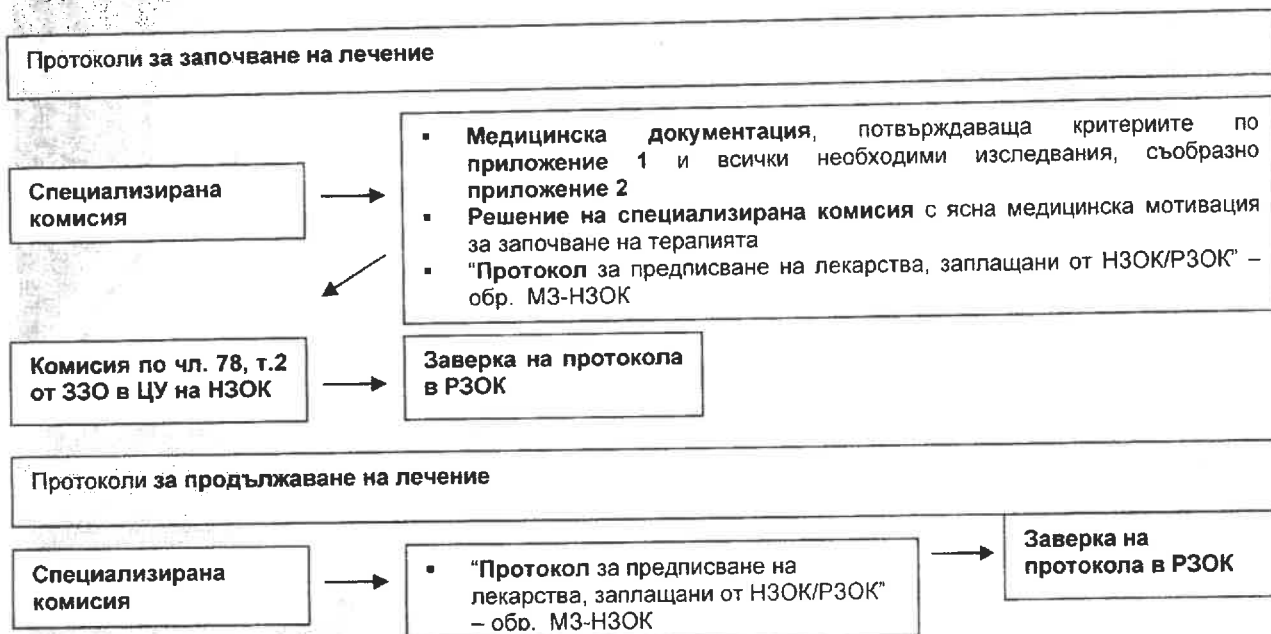 Протоколи за започване на лечение
Специализирана
комисия
▪ Медицинска документация, потвърждаваща критериите по
приложение 1 и всички необходими изследвания, съобразно
приложение 2
▪ Решение на специализирана комисия с ясна медицинска мотивация
за започване на терапията
▪ "Протокол за предписване на лекарства, заплащани от НЗОК/РЗОК" –
обр. МЗ-НЗОК
Комисия по чл. 78, т.2
от ЗЗО в ЦУ на НЗОК
Заверка на протокола
в РЗОК
Протоколи за продължаване на лечение
Специализирана
комисия
▪ "Протокол за предписване на
лекарства, заплащани от НЗОК/РЗОК"
– обр. МЗ-НЗОК
Заверка на
протокола в РЗОК